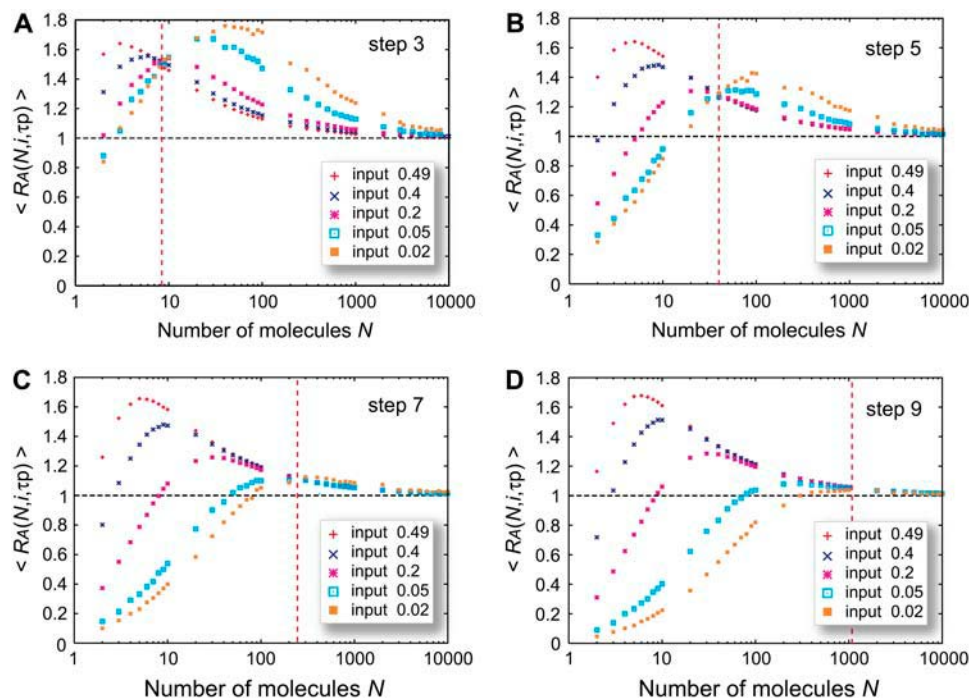 A
step 3
1.8
1.6
1.4
1.2
1
0.8
0.6
0.4
0.2
0
< RA(N,i,τp) >
input 0.49
input 0.4
input 0.2
input 0.05
input 0.02
1 10 100 1000 10000
Number of molecules N
B
step 5
1.8
1.6
1.4
1.2
1
0.8
0.6
0.4
0.2
0
< RA(N,i,τp) >
input 0.49
input 0.4
input 0.2
input 0.05
input 0.02
1 10 100 1000 10000
Number of molecules N
C
step 7
1.8
1.6
1.4
1.2
1
0.8
0.6
0.4
0.2
0
< RA(N,i,τp) >
input 0.49
input 0.4
input 0.2
input 0.05
input 0.02
1 10 100 1000 10000
Number of molecules N
D
step 9
1.8
1.6
1.4
1.2
1
0.8
0.6
0.4
0.2
0
< RA(N,i,τp) >
input 0.49
input 0.4
input 0.2
input 0.05
input 0.02
1 10 100 1000 10000
Number of molecules N